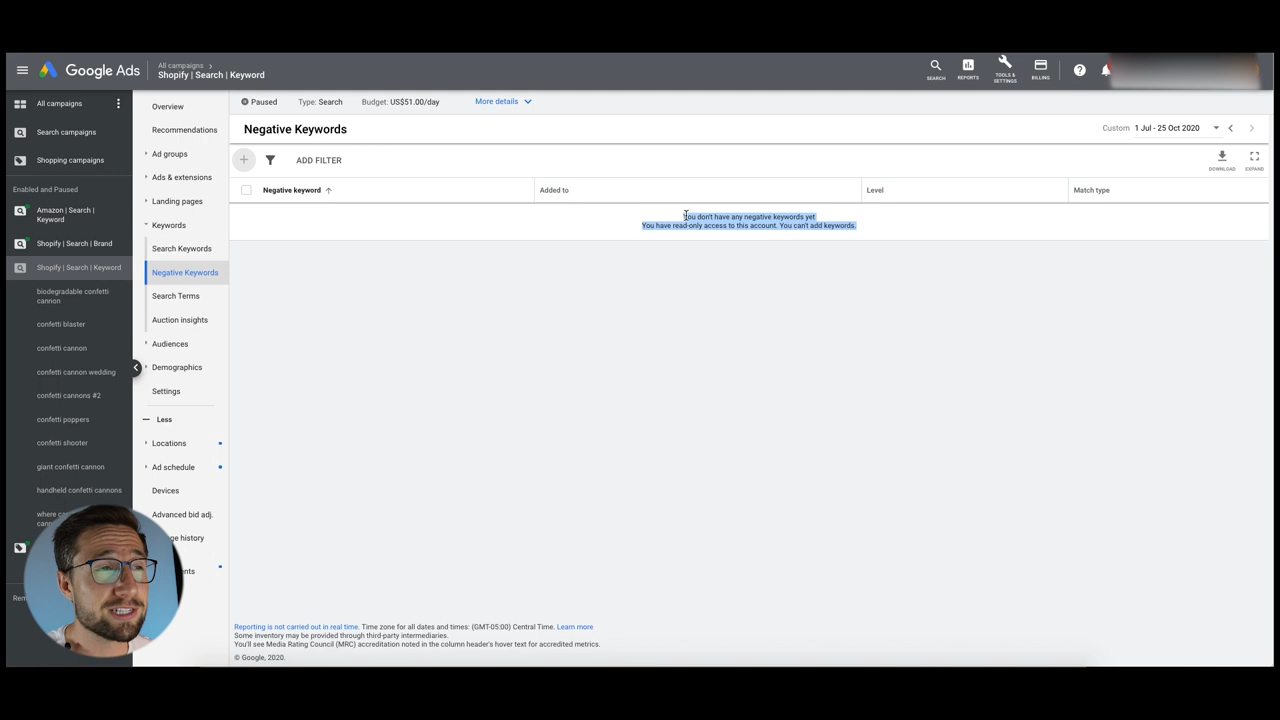 Google Ads
All campaigns
Shopify | Search | Keyword
SEARCH
REPORTS
TOOLS &
SETTINGS
BILLING
All campaigns
Search campaigns
Shopping campaigns
Enabled and Paused
Amazon | Search |
Keyword
Shopify | Search | Brand
Shopify | Search | Keyword
biodegradable confetti
cannon
confetti blaster
confetti cannon
confetti cannon wedding
confetti cannons #2
confetti poppers
confetti shooter
giant confetti cannon
handheld confetti cannons
Overview
Recommendations
Ad groups
Ads & extensions
Landing pages
Keywords
Search Keywords
Negative Keywords
Search Terms
Auction insights
Audiences
Demographics
Settings
Less
Locations
Ad schedule
Devices
Advanced bid adj.
Paused
Type: Search
Budget: US$51.00/day
More details
Negative Keywords
Custom 1 Jul - 25 Oct 2020
ADD FILTER
DOWNLOAD
EXPAND
Negative keyword
Added to
Level
Match type
You don't have any negative keywords yet
You have read-only access to this account. You can't add keywords.
Reporting is not carried out in real time. Time zone for all dates and times: (GMT-05:00) Central Time. Learn more
Some inventory may be provided through third-party intermediaries.
You'll see Media Rating Council (MRC) accreditation noted in the column header's hover text for accredited metrics.
© Google, 2020.